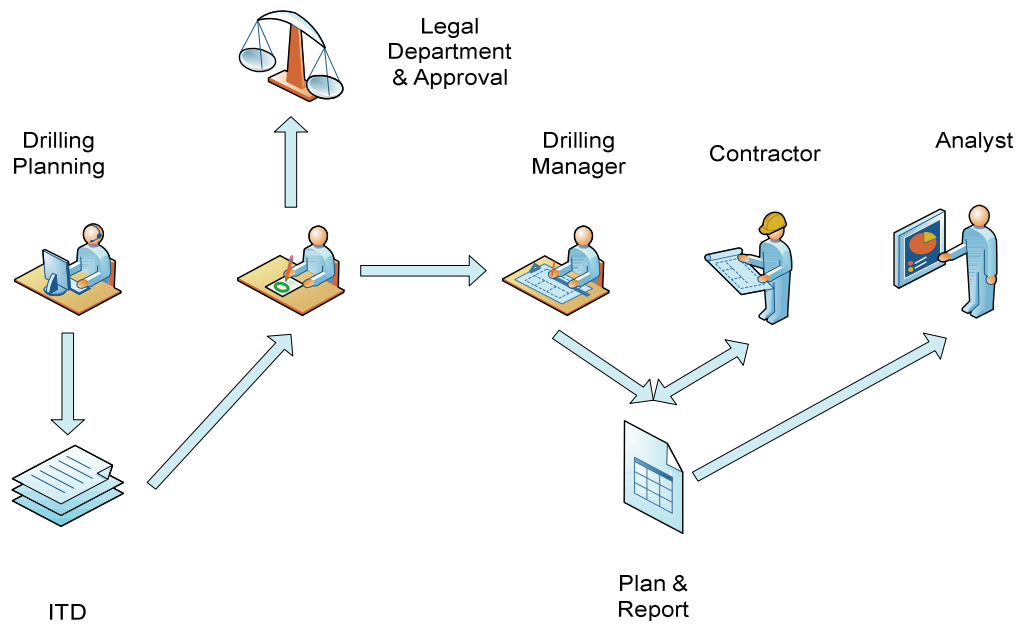 Legal
Department
& Approval
Drilling
Planning
Drilling
Manager
Contractor
Analyst
Plan &
Report
ITD